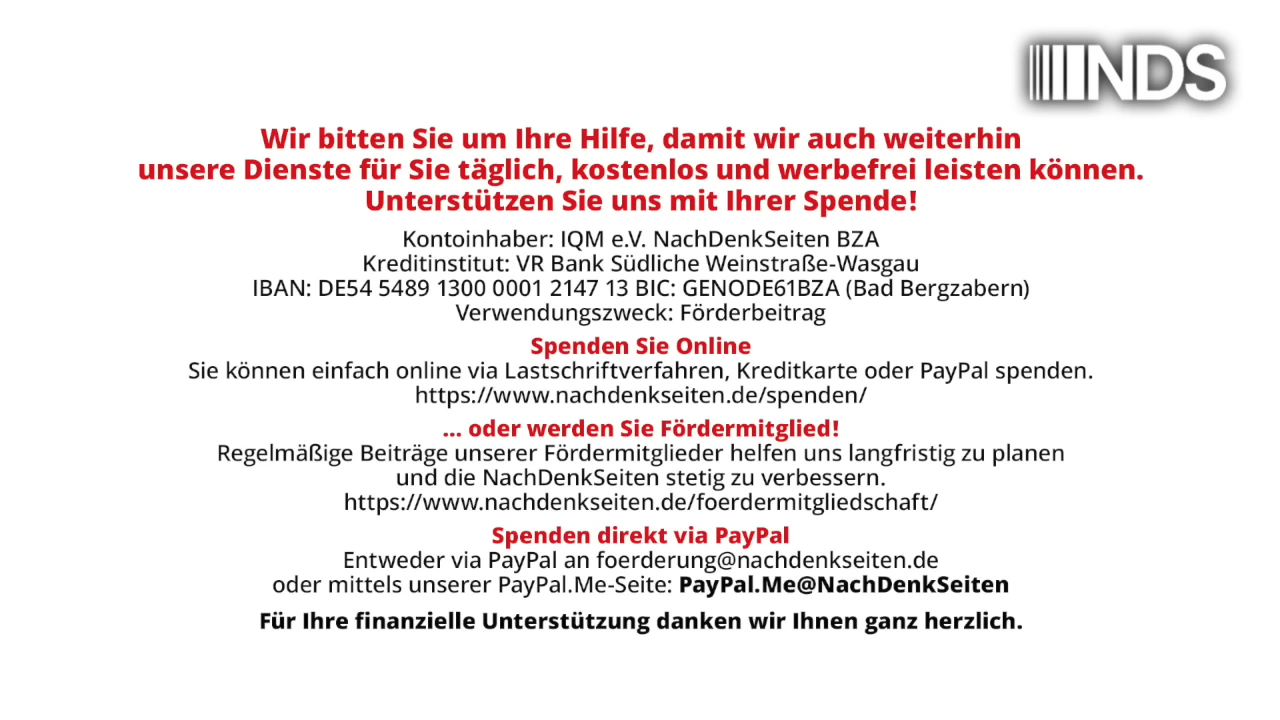 NDS
Wir bitten Sie um Ihre Hilfe, damit wir auch weiterhin
unsere Dienste für Sie täglich, kostenlos und werbefrei leisten können.
Unterstützen Sie uns mit Ihrer Spende!
Kontoinhaber: IQM e.V. NachDenkSeiten BZA
Kreditinstitut: VR Bank Südliche Weinstraße-Wasgau
IBAN: DE54 5489 1300 0001 2147 13 BIC: GENODE61BZA (Bad Bergzabern)
Verwendungszweck: Förderbeitrag
Spenden Sie Online
Sie können einfach online via Lastschriftverfahren, Kreditkarte oder PayPal spenden.
https://www.nachdenkseiten.de/spenden/
... oder werden Sie Fördermitglied!
Regelmäßige Beiträge unserer Fördermitglieder helfen uns langfristig zu planen
und die NachDenkSeiten stetig zu verbessern.
https://www.nachdenkseiten.de/foerdermitgliedschaft/
Spenden direkt via PayPal
Entweder via PayPal an foerderung@nachdenkseiten.de
oder mittels unserer PayPal.Me-Seite: PayPal.Me@NachDenkSeiten
Für Ihre finanzielle Unterstützung danken wir Ihnen ganz herzlich.